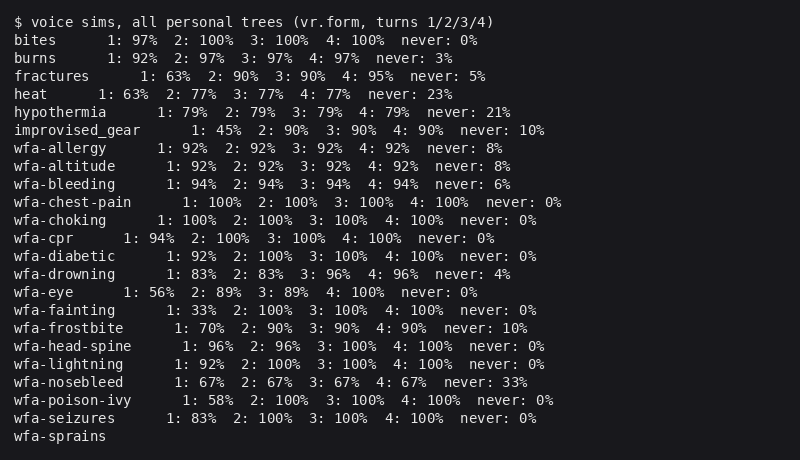 $ voice sims, all personal trees (vr.form, turns 1/2/3/4)
bites      1: 97%  2: 100%  3: 100%  4: 100%  never: 0%
burns      1: 92%  2: 97%  3: 97%  4: 97%  never: 3%
fractures      1: 63%  2: 90%  3: 90%  4: 95%  never: 5%
heat      1: 63%  2: 77%  3: 77%  4: 77%  never: 23%
hypothermia      1: 79%  2: 79%  3: 79%  4: 79%  never: 21%
improvised_gear      1: 45%  2: 90%  3: 90%  4: 90%  never: 10%
wfa-allergy      1: 92%  2: 92%  3: 92%  4: 92%  never: 8%
wfa-altitude      1: 92%  2: 92%  3: 92%  4: 92%  never: 8%
wfa-bleeding      1: 94%  2: 94%  3: 94%  4: 94%  never: 6%
wfa-chest-pain      1: 100%  2: 100%  3: 100%  4: 100%  never: 0%
wfa-choking      1: 100%  2: 100%  3: 100%  4: 100%  never: 0%
wfa-cpr      1: 94%  2: 100%  3: 100%  4: 100%  never: 0%
wfa-diabetic      1: 92%  2: 100%  3: 100%  4: 100%  never: 0%
wfa-drowning      1: 83%  2: 83%  3: 96%  4: 96%  never: 4%
wfa-eye      1: 56%  2: 89%  3: 89%  4: 100%  never: 0%
wfa-fainting      1: 33%  2: 100%  3: 100%  4: 100%  never: 0%
wfa-frostbite      1: 70%  2: 90%  3: 90%  4: 90%  never: 10%
wfa-head-spine      1: 96%  2: 96%  3: 100%  4: 100%  never: 0%
wfa-lightning      1: 92%  2: 100%  3: 100%  4: 100%  never: 0%
wfa-nosebleed      1: 67%  2: 67%  3: 67%  4: 67%  never: 33%
wfa-poison-ivy      1: 58%  2: 100%  3: 100%  4: 100%  never: 0%
wfa-seizures      1: 83%  2: 100%  3: 100%  4: 100%  never: 0%
wfa-sprains